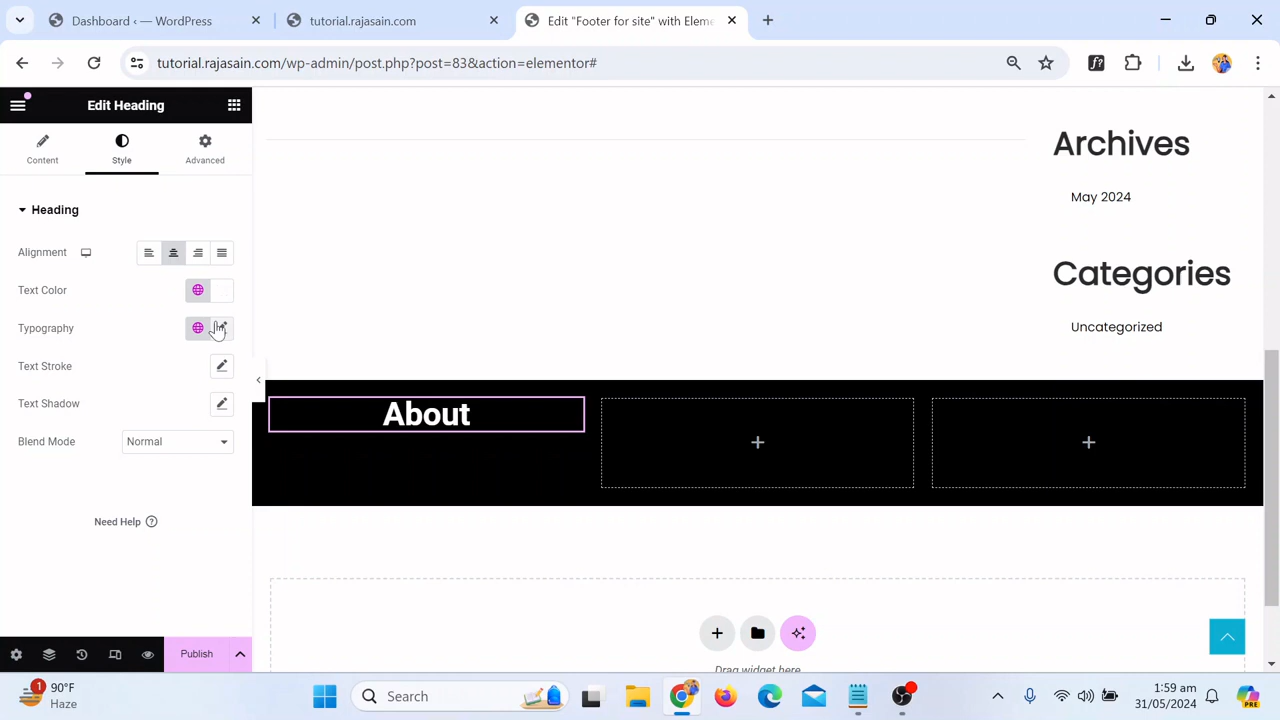 Dashboard ‹ — WordPress
tutorial.rajasain.com
Edit "Footer for site" with Eleme
tutorial.rajasain.com/wp-admin/post.php?post=83&action=elementor#
Edit Heading
Content
Style
Advanced
Heading
Alignment
Text Color
Typography
Text Stroke
Text Shadow
Blend Mode
Normal
Need Help
Publish
Archives
May 2024
Categories
Uncategorized
About
Drag widget here
1
90°F
Haze
Search
1:59 am
31/05/2024
PRE